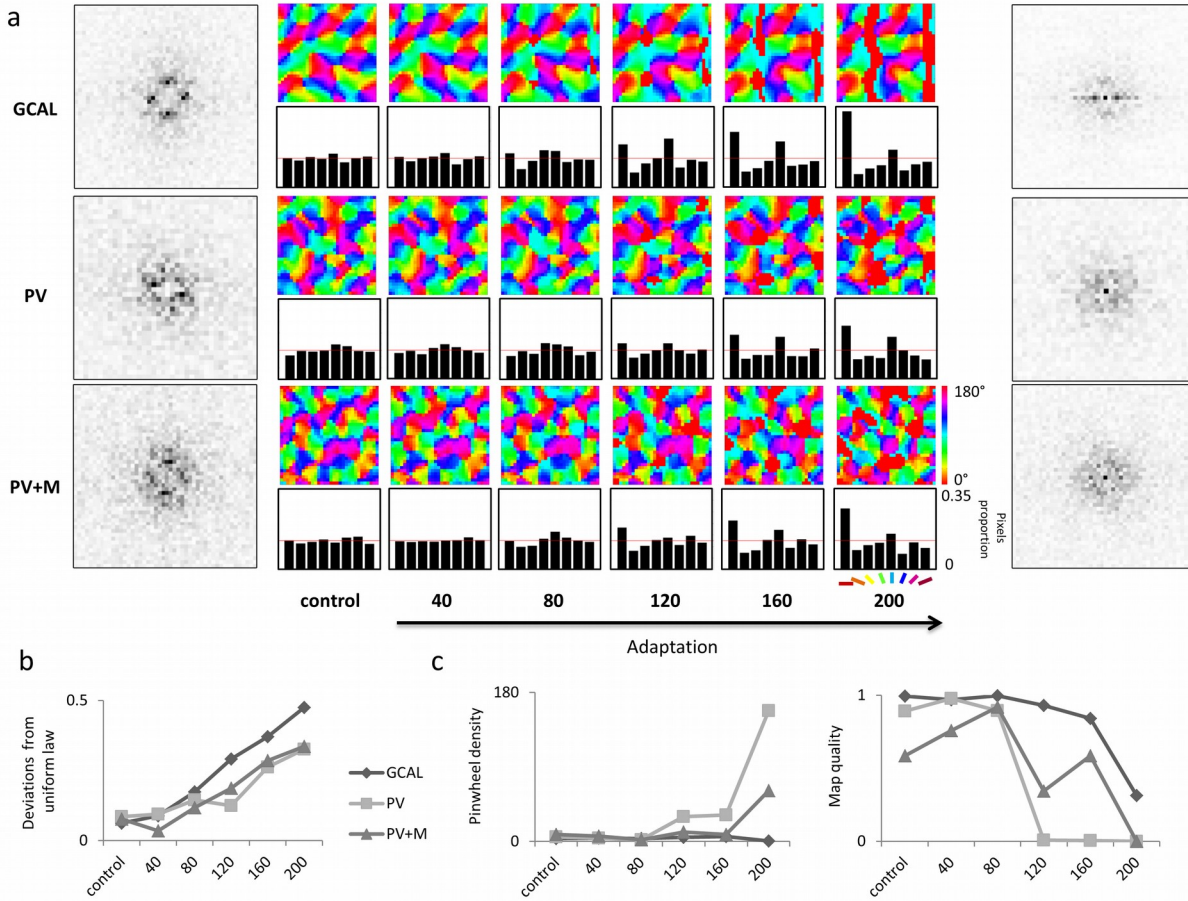 a
GCAL
PV
PV+M
180°
0°
0.35
Pixels
proportion
0
control 40 80 120 160 200
Adaptation
b
0.5
Deviations from
uniform law
0
control 40 80 120 160 200
GCAL
PV
PV+M
c
180
Pinwheel density
0
control 40 80 120 160 200
1
Map quality
0
control 40 80 120 160 200